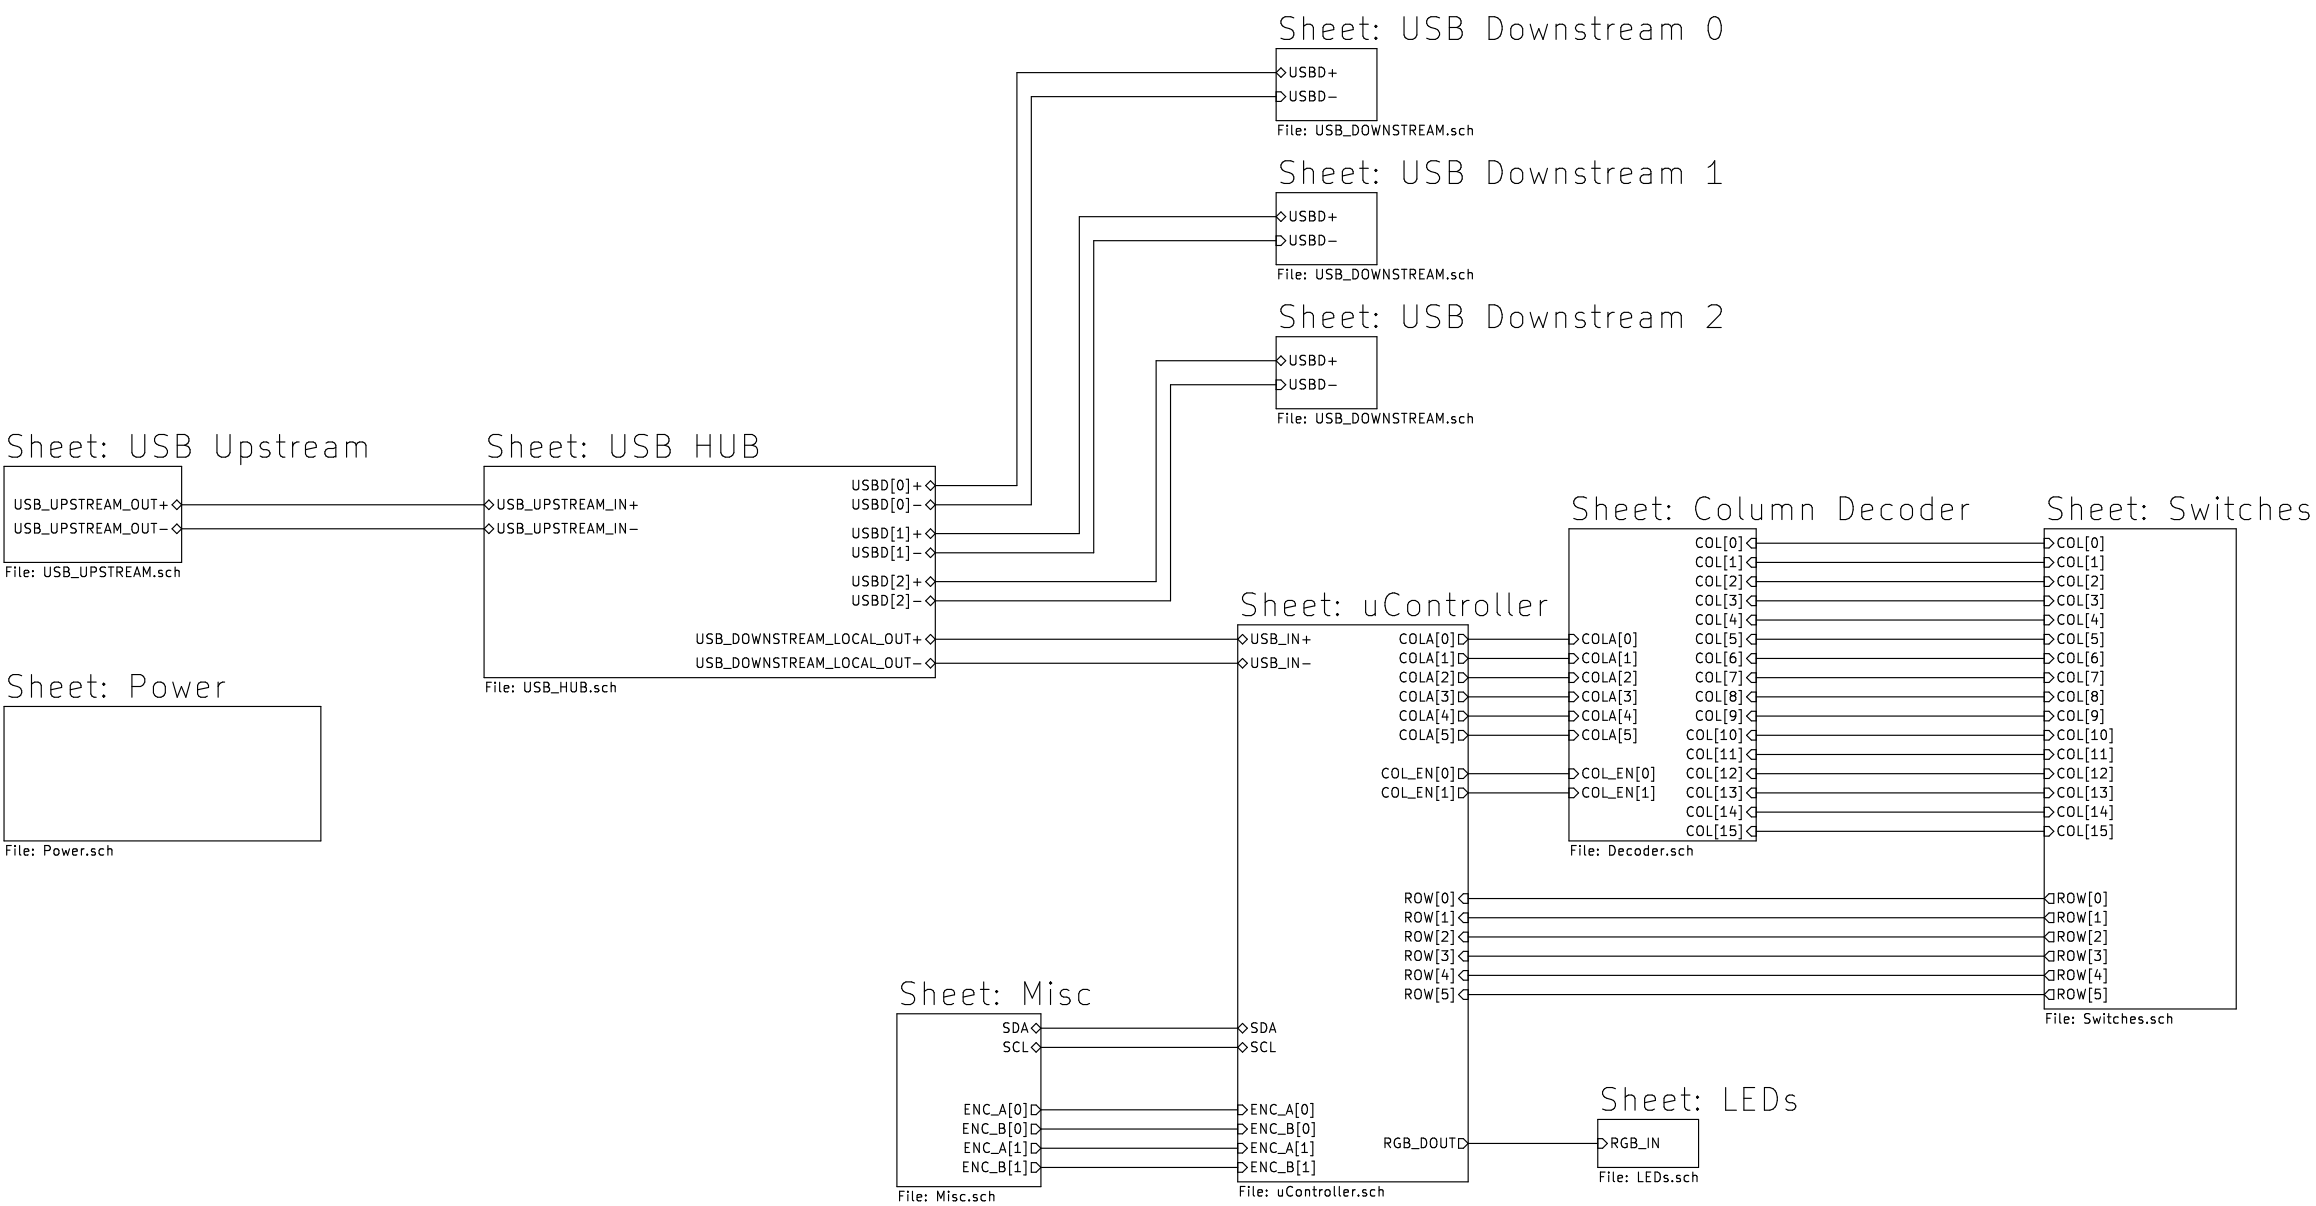 Sheet: USB Downstream 0
USBD+
USBD-
File: USB_DOWNSTREAM.sch
Sheet: USB Downstream 1
USBD+
USBD-
File: USB_DOWNSTREAM.sch
Sheet: USB Downstream 2
USBD+
USBD-
File: USB_DOWNSTREAM.sch
Sheet: USB Upstream
USB_UPSTREAM_OUT+
USB_UPSTREAM_OUT-
File: USB_UPSTREAM.sch
Sheet: USB HUB
USB_UPSTREAM_IN+
USB_UPSTREAM_IN-
USBD[0]+
USBD[0]-
USBD[1]+
USBD[1]-
USBD[2]+
USBD[2]-
USB_DOWNSTREAM_LOCAL_OUT+
USB_DOWNSTREAM_LOCAL_OUT-
File: USB_HUB.sch
Sheet: Power
File: Power.sch
Sheet: uController
USB_IN+
USB_IN-
SDA
SCL
ENC_A[0]
ENC_B[0]
ENC_A[1]
ENC_B[1]
COLA[0]
COLA[1]
COLA[2]
COLA[3]
COLA[4]
COLA[5]
COL_EN[0]
COL_EN[1]
ROW[0]
ROW[1]
ROW[2]
ROW[3]
ROW[4]
ROW[5]
RGB_DOUT
File: uController.sch
Sheet: Column Decoder
COLA[0]
COLA[1]
COLA[2]
COLA[3]
COLA[4]
COLA[5]
COL_EN[0]
COL_EN[1]
COL[0]
COL[1]
COL[2]
COL[3]
COL[4]
COL[5]
COL[6]
COL[7]
COL[8]
COL[9]
COL[10]
COL[11]
COL[12]
COL[13]
COL[14]
COL[15]
File: Decoder.sch
Sheet: Switches
COL[0]
COL[1]
COL[2]
COL[3]
COL[4]
COL[5]
COL[6]
COL[7]
COL[8]
COL[9]
COL[10]
COL[11]
COL[12]
COL[13]
COL[14]
COL[15]
ROW[0]
ROW[1]
ROW[2]
ROW[3]
ROW[4]
ROW[5]
File: Switches.sch
Sheet: Misc
SDA
SCL
ENC_A[0]
ENC_B[0]
ENC_A[1]
ENC_B[1]
File: Misc.sch
Sheet: LEDs
RGB_IN
File: LEDs.sch